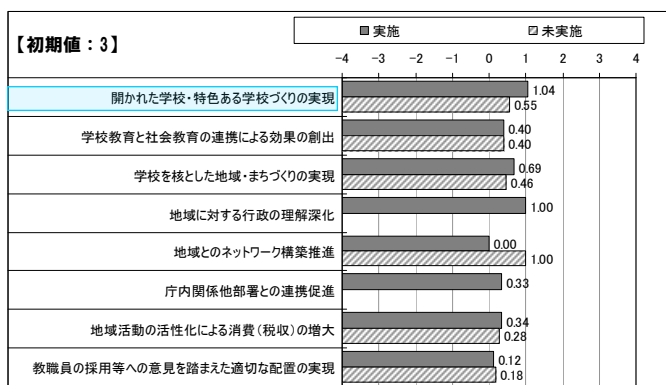 ■実施 ▨未実施
【初期値：3】
-4 -3 -2 -1 0 1 2 3 4
開かれた学校・特色ある学校づくりの実現 1.04 0.55
学校教育と社会教育の連携による効果の創出 0.40 0.40
学校を核とした地域・まちづくりの実現 0.69 0.46
地域に対する行政の理解深化 1.00
地域とのネットワーク構築推進 0.00 1.00
庁内関係他部署との連携促進 0.33
地域活動の活性化による消費（税収）の増大 0.34 0.28
教職員の採用等への意見を踏まえた適切な配置の実現 0.12 0.18